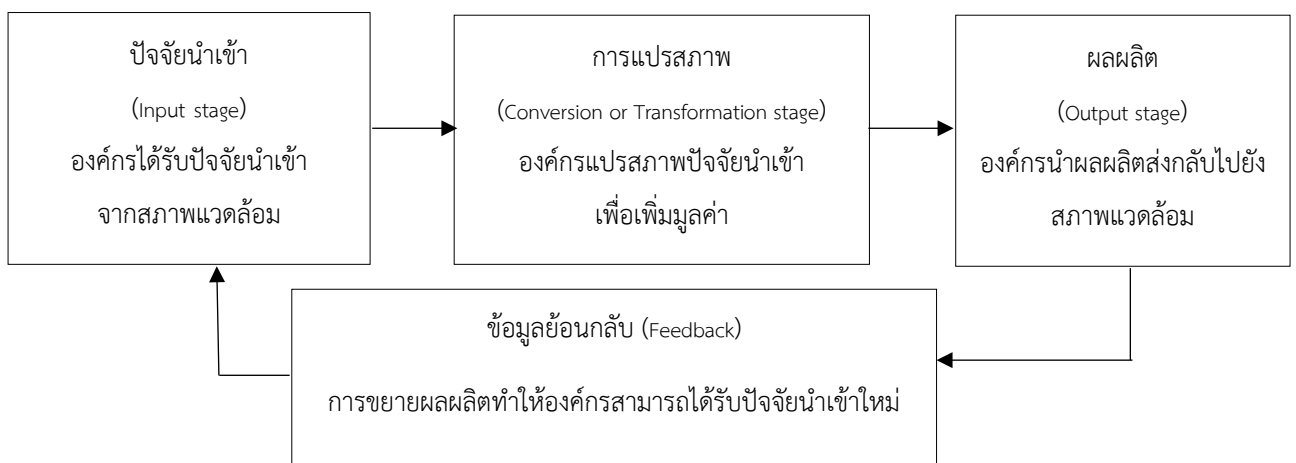 ปัจจัยนำเข้า
(Input stage)
องค์กรได้รับปัจจัยนำเข้า
จากสภาพแวดล้อม
การแปรสภาพ
(Conversion or Transformation stage)
องค์กรแปรสภาพปัจจัยนำเข้า
เพื่อเพิ่มมูลค่า
ผลผลิต
(Output stage)
องค์กรนำผลผลิตส่งกลับไปยัง
สภาพแวดล้อม
ข้อมูลย้อนกลับ (Feedback)
การขยายผลผลิตทำให้องค์กรสามารถได้รับปัจจัยนำเข้าใหม่